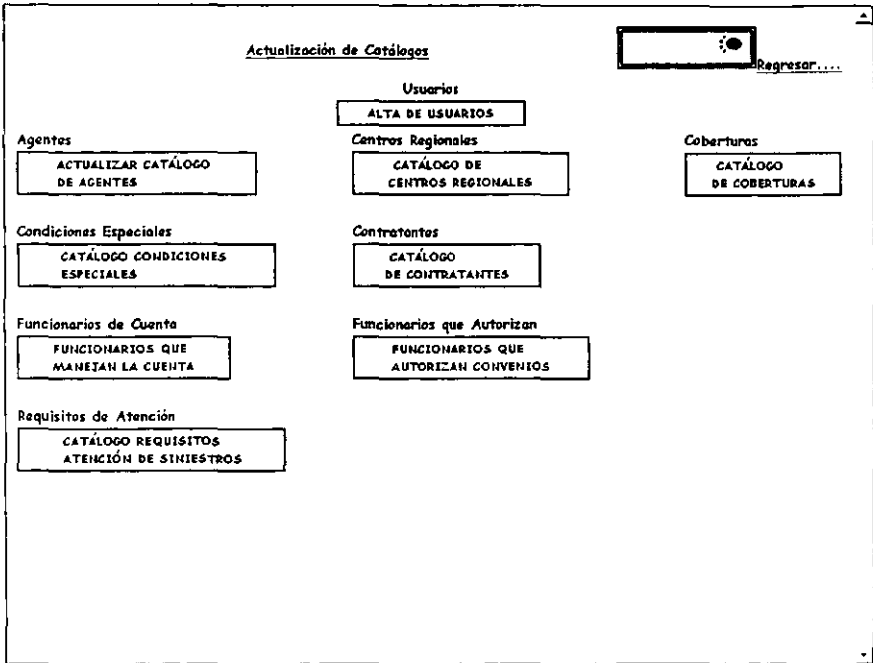 Actualización de Catálogos
Regresar....
Usuarios
ALTA DE USUARIOS
Agentes
ACTUALIZAR CATÁLOGO
DE AGENTES
Centros Regionales
CATÁLOGO DE
CENTROS REGIONALES
Coberturas
CATÁLOGO
DE COBERTURAS
Condiciones Especiales
CATÁLOGO CONDICIONES
ESPECIALES
Contratantes
CATÁLOGO
DE CONTRATANTES
Funcionarios de Cuenta
FUNCIONARIOS QUE
MANEJAN LA CUENTA
Funcionarios que Autorizan
FUNCIONARIOS QUE
AUTORIZAN CONVENIOS
Requisitos de Atención
CATÁLOGO REQUISITOS
ATENCIÓN DE SINIESTROS